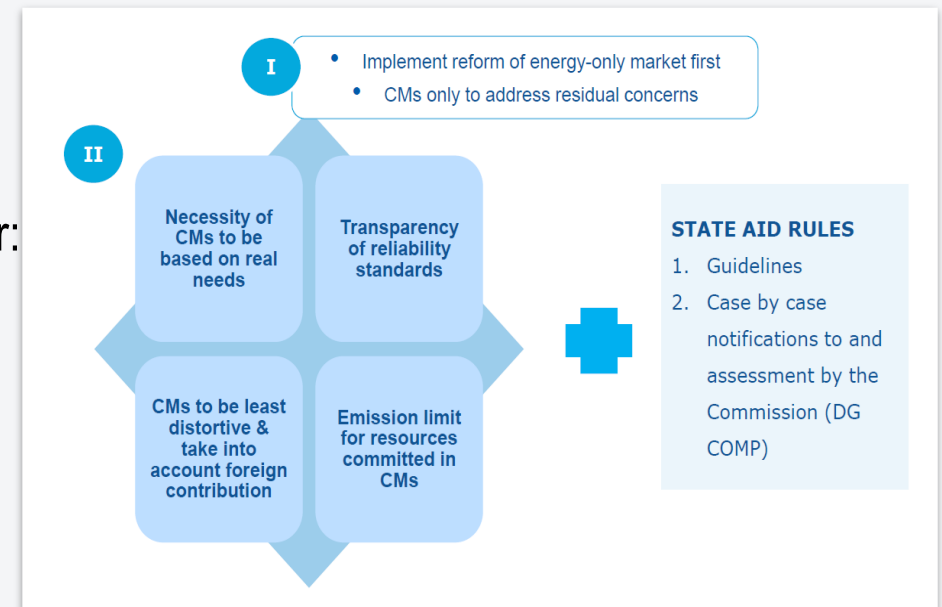 I
• Implement reform of energy-only market first
• CMs only to address residual concerns
II
r:
Necessity of
CMs to be
based on real
needs
Transparency
of reliability
standards
CMs to be least
distortive &
take into
account foreign
contribution
Emission limit
for resources
committed in
CMs
STATE AID RULES
1. Guidelines
2. Case by case
notifications to and
assessment by the
Commission (DG
COMP)